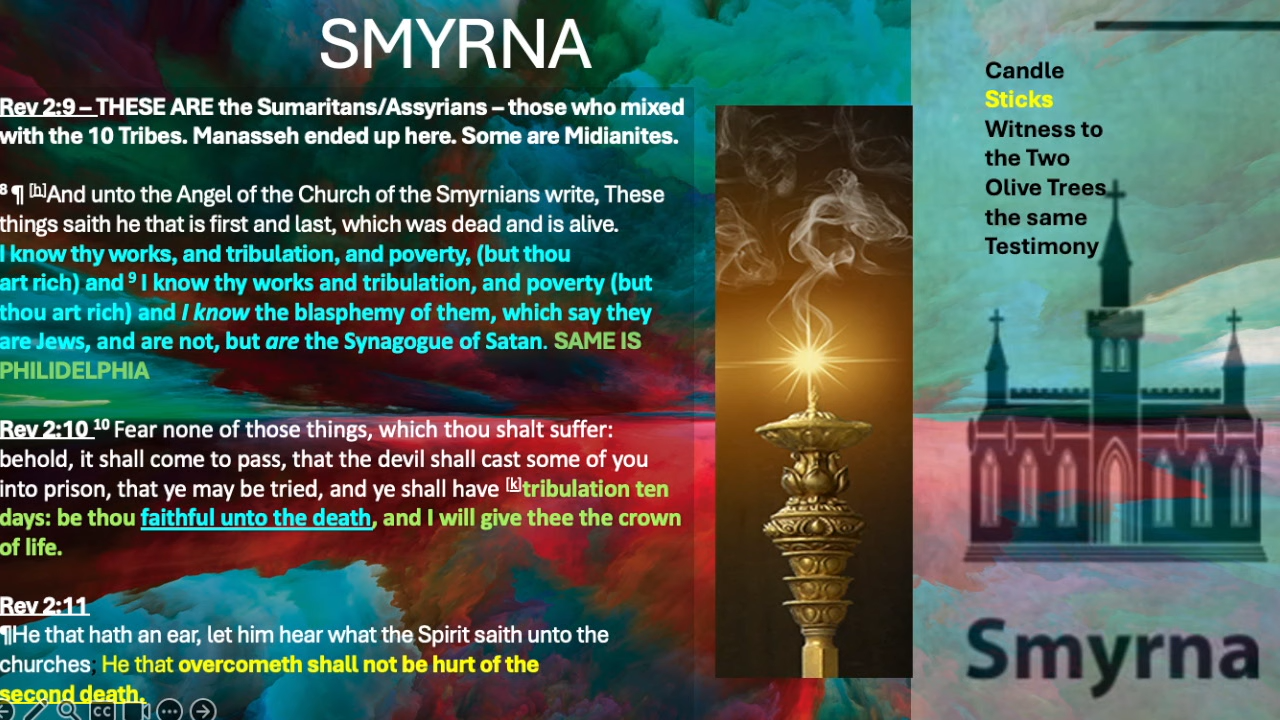 SMYRNA
Rev 2:9 – THESE ARE the Sumaritans/Assyrians – those who mixed
with the 10 Tribes. Manasseh ended up here. Some are Midianites.
8 ¶ [h]And unto the Angel of the Church of the Smyrnians write, These
things saith he that is first and last, which was dead and is alive.
I know thy works, and tribulation, and poverty, (but thou
art rich) and 9 I know thy works and tribulation, and poverty (but
thou art rich) and I know the blasphemy of them, which say they
are Jews, and are not, but are the Synagogue of Satan. SAME IS
PHILIDELPHIA
Rev 2:10 10 Fear none of those things, which thou shalt suffer:
behold, it shall come to pass, that the devil shall cast some of you
into prison, that ye may be tried, and ye shall have [k]tribulation ten
days: be thou faithful unto the death, and I will give thee the crown
of life.
Rev 2:11
¶He that hath an ear, let him hear what the Spirit saith unto the
churches: He that overcometh shall not be hurt of the
second death.
CC
Candle
Sticks
Witness to
the Two
Olive Trees
the same
Testimony
Smyrna